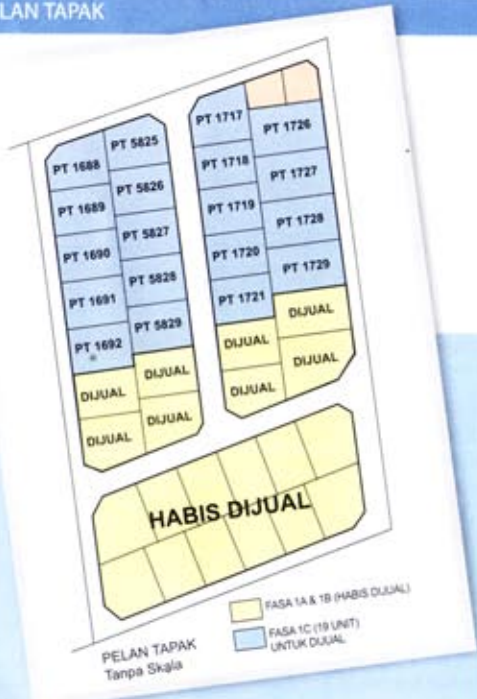 LAN TAPAK
PT 1688
PT 5825
PT 1689
PT 5826
PT 1690
PT 5827
PT 1691
PT 5828
PT 1692
PT 5829
DIJUAL
DIJUAL
DIJUAL
DIJUAL
PT 1717
PT 1726
PT 1718
PT 1727
PT 1719
PT 1728
PT 1720
PT 1729
PT 1721
DIJUAL
DIJUAL
DIJUAL
DIJUAL
HABIS DIJUAL
PELAN TAPAK
Tanpa Skala
FASA 1A & 1B (HABIS DIJUAL)
FASA 1C (19 UNIT)
UNTUK DIJUAL